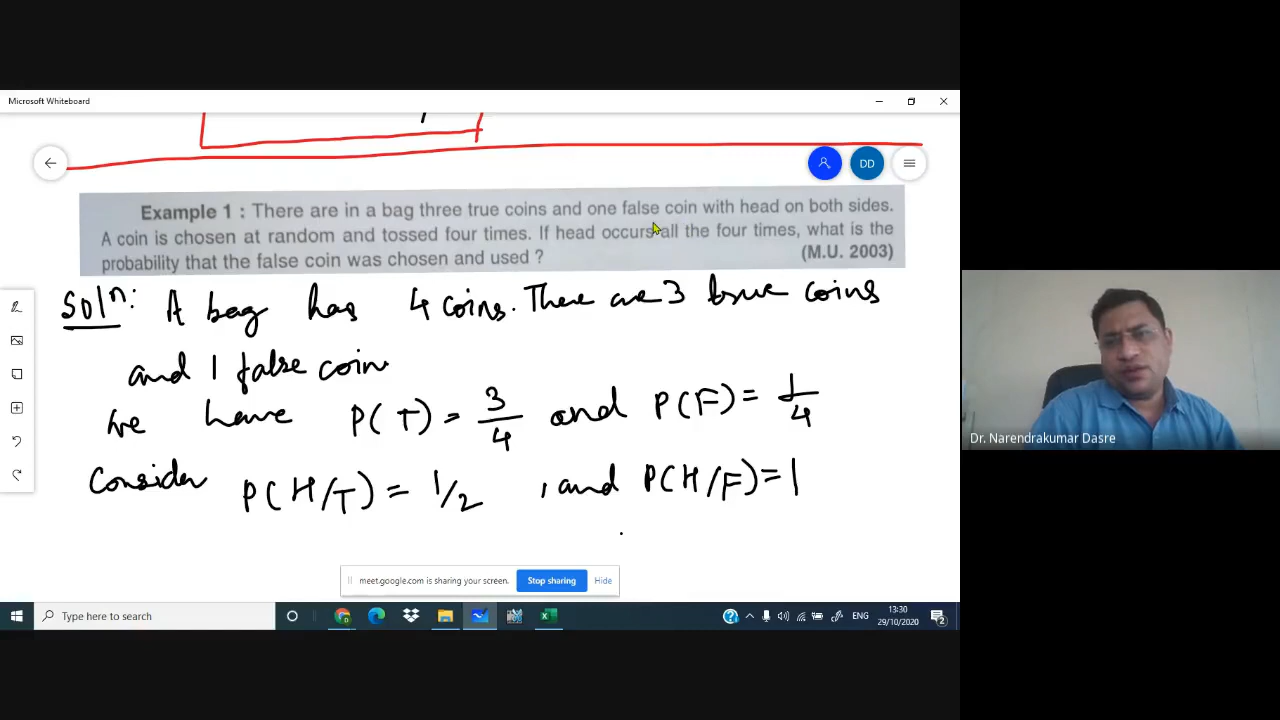 Microsoft Whiteboard
DD
Example 1 : There are in a bag three true coins and one false coin with head on both sides.
A coin is chosen at random and tossed four times. If head occurs all the four times, what is the
probability that the false coin was chosen and used ? (M.U. 2003)
Solⁿ: A bag has 4 coins. There are 3 true coins
and 1 false coin
we have P(T) = 3/4 and P(F) = 1/4
Consider P(H/T) = 1/2 , and P(H/F) = 1
Dr. Narendrakumar Dasre
meet.google.com is sharing your screen. Stop sharing Hide
Type here to search
ENG
13:30
29/10/2020
2